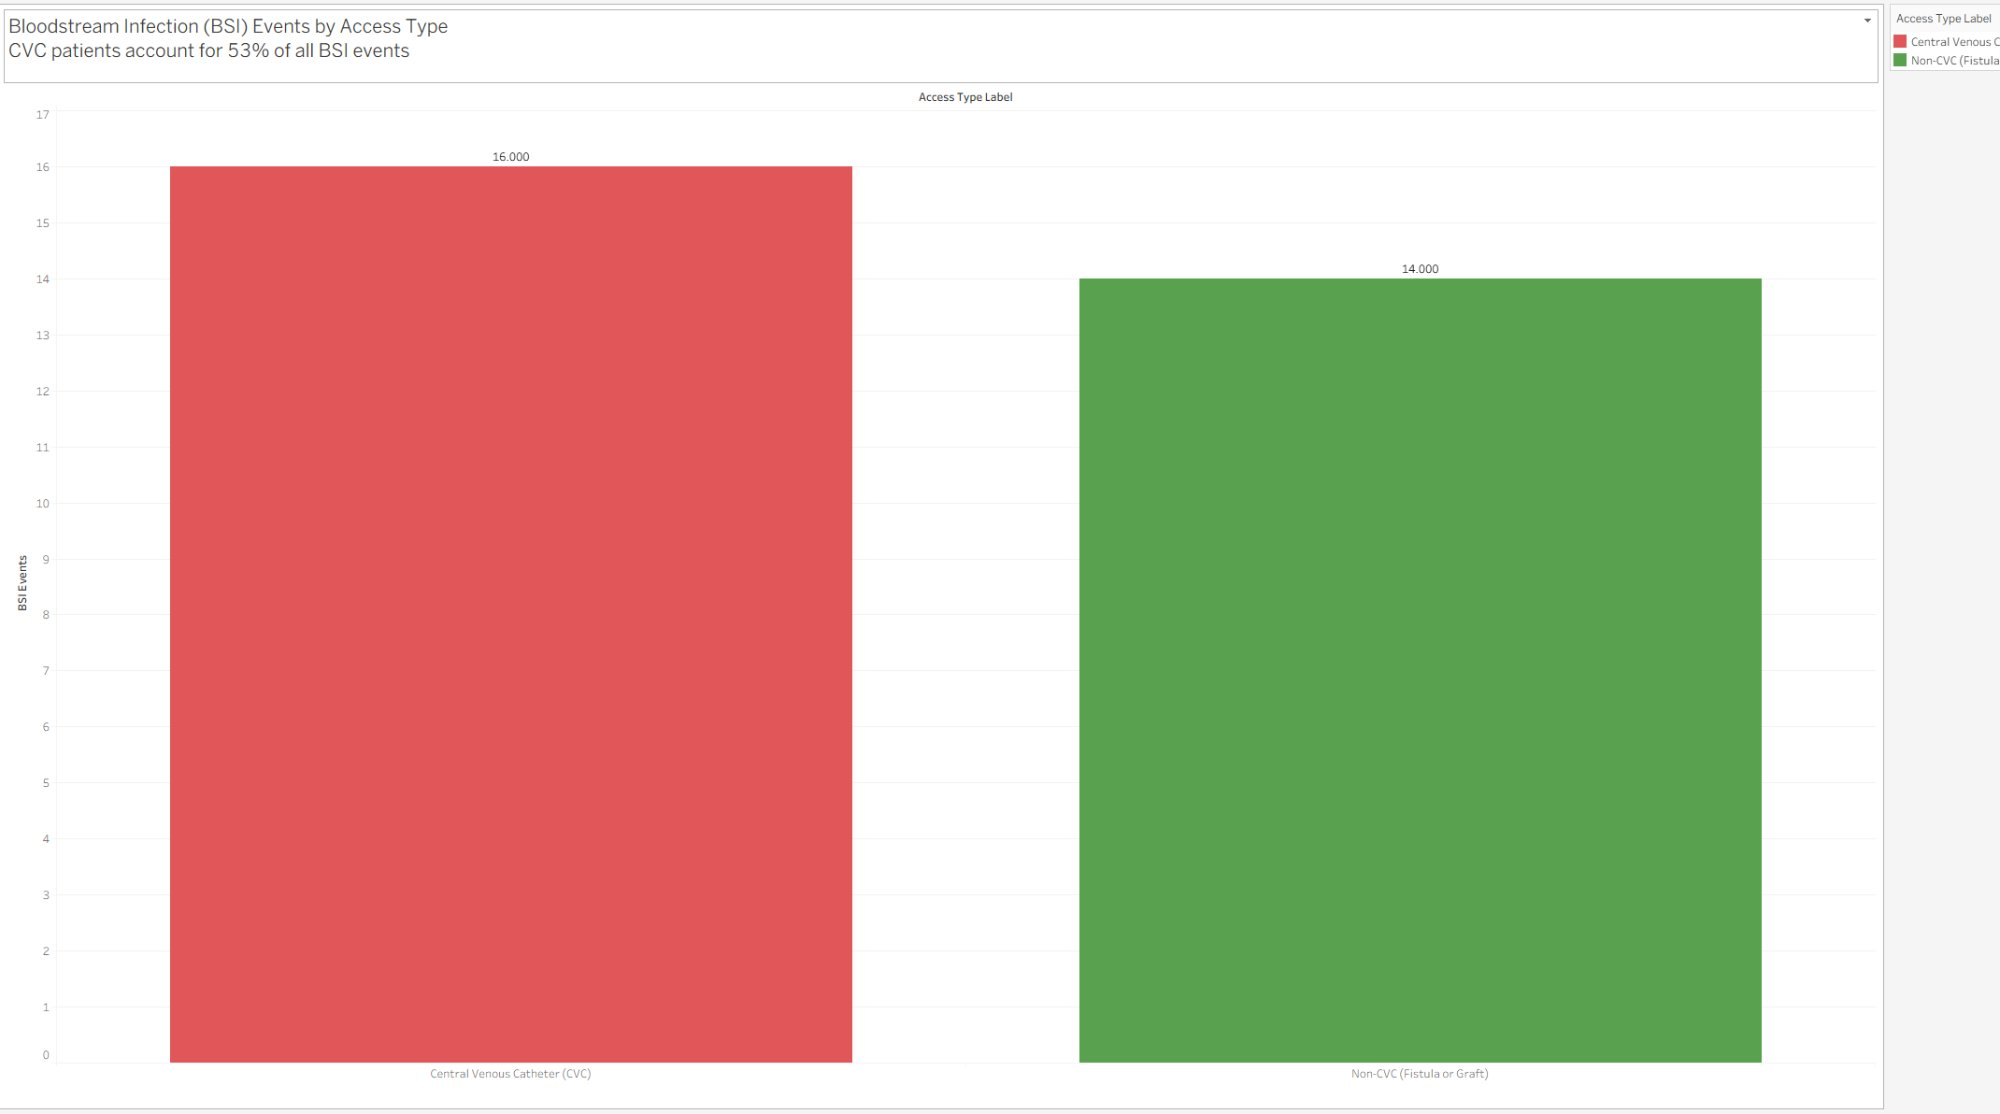 Bloodstream Infection (BSI) Events by Access Type
CVC patients account for 53% of all BSI events
Access Type Label
Central Venous C
Non-CVC (Fistula
Access Type Label
17
16
15
14
13
12
11
10
9
8
7
6
5
4
3
2
1
0
BSI Events
16.000
14.000
Central Venous Catheter (CVC)
Non-CVC (Fistula or Graft)